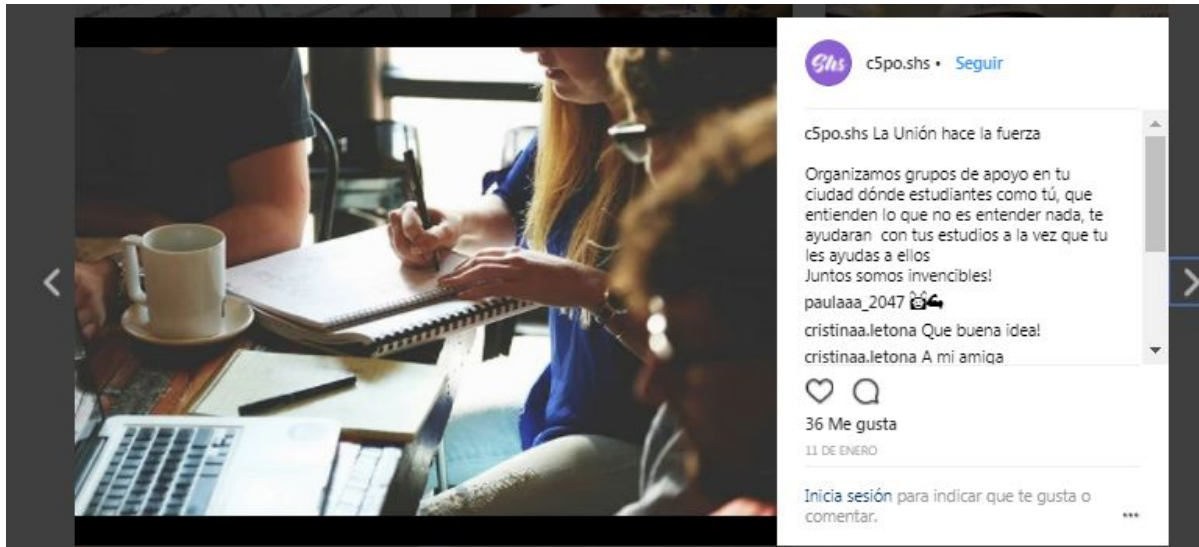 Shs
c5po.shs • Seguir
c5po.shs La Unión hace la fuerza
Organizamos grupos de apoyo en tu
ciudad dónde estudiantes como tú, que
entienden lo que no es entender nada, te
ayudaran con tus estudios a la vez que tu
les ayudas a ellos
Juntos somos invencibles!
paulaaa_2047
cristinaa.letona Que buena idea!
cristinaa.letona A mi amiga
36 Me gusta
11 DE ENERO
Inicia sesión para indicar que te gusta o
comentar.